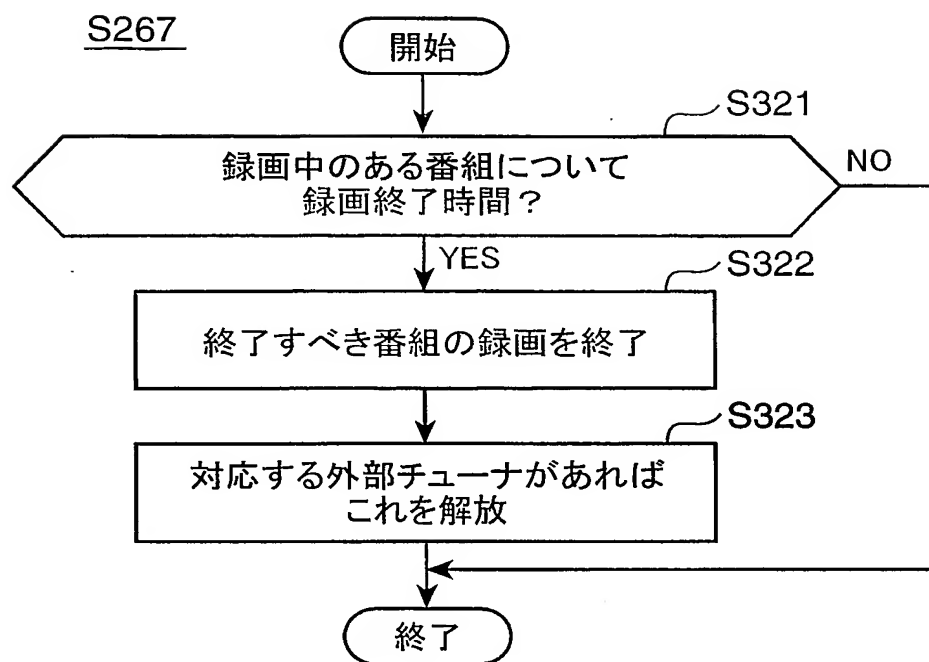 S267
開始
S321
録画中のある番組について
録画終了時間？
NO
YES
S322
終了すべき番組の録画を終了
S323
対応する外部チューナがあれば
これを解放
終了